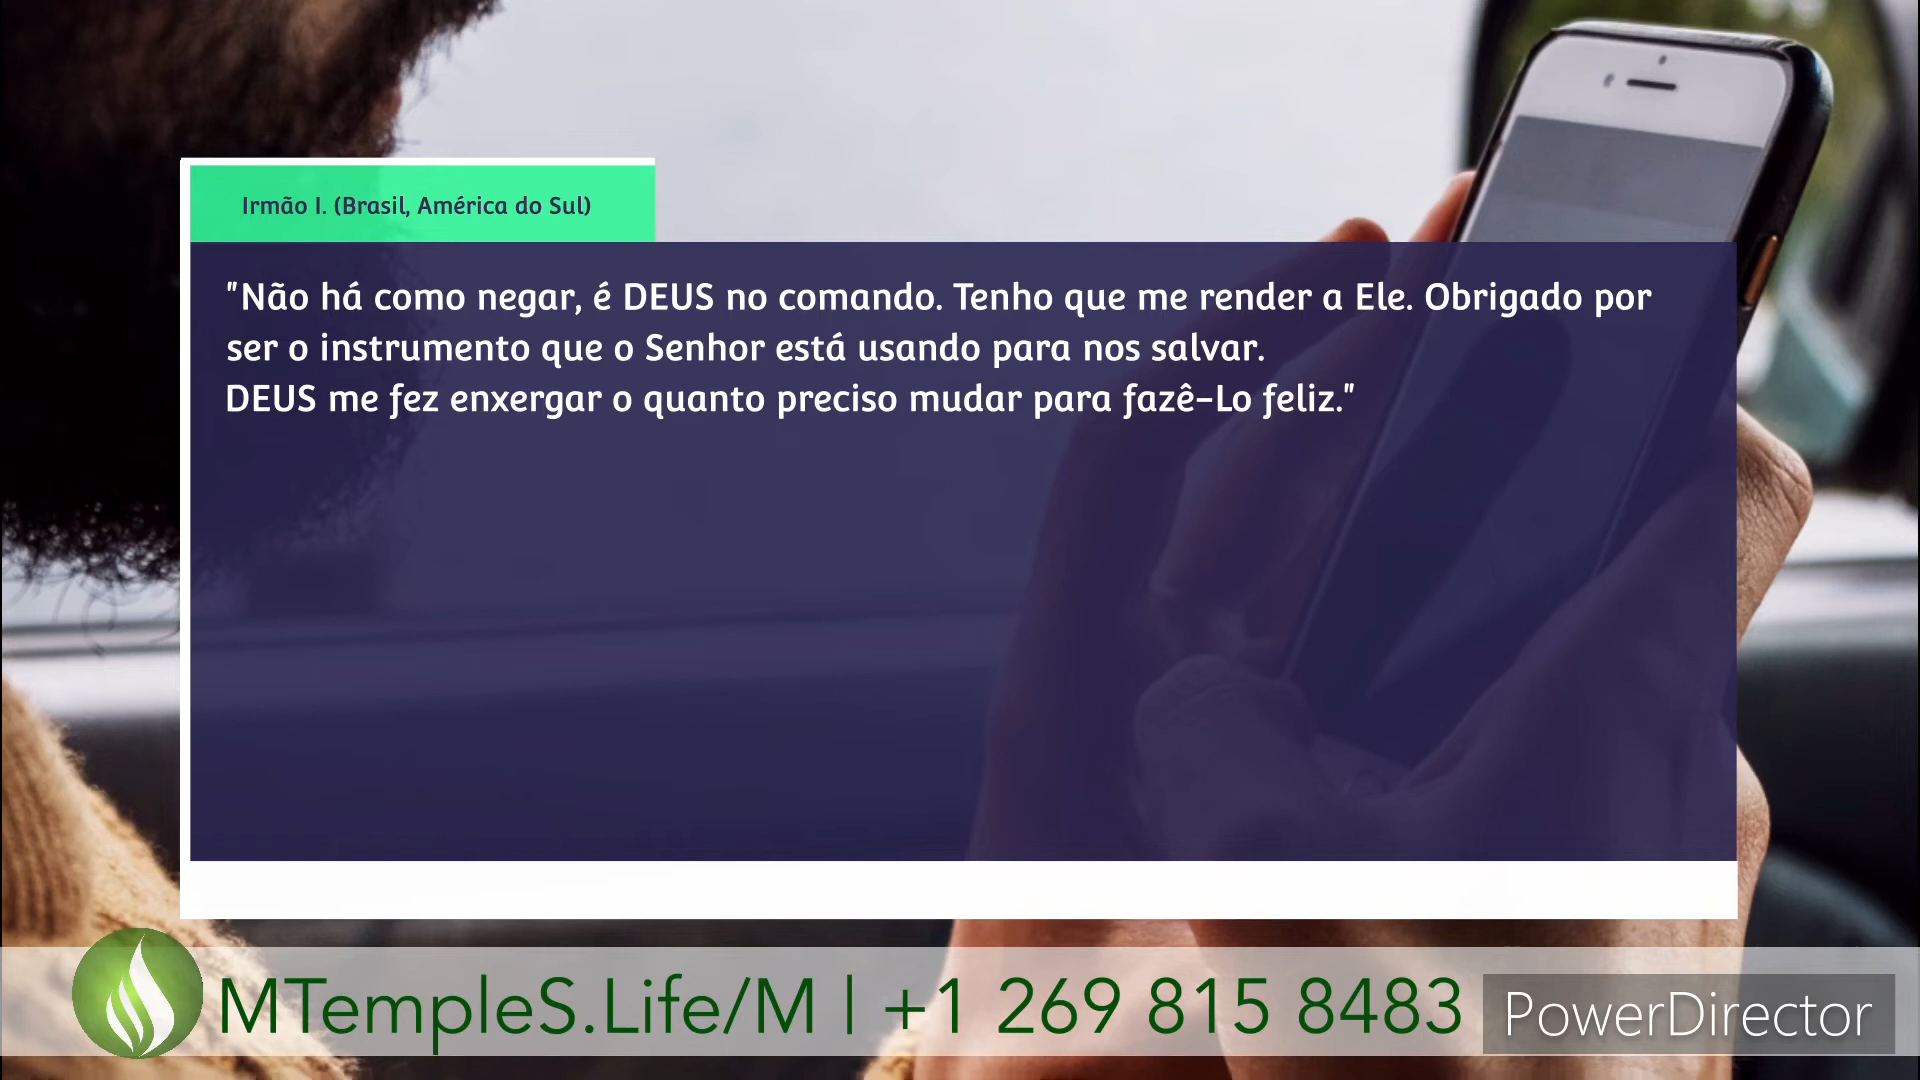 Irmão I. (Brasil, América do Sul)
"Não há como negar, é DEUS no comando. Tenho que me render a Ele. Obrigado por
ser o instrumento que o Senhor está usando para nos salvar.
DEUS me fez enxergar o quanto preciso mudar para fazê-Lo feliz."
MTempleS.Life/M | +1 269 815 8483
PowerDirector